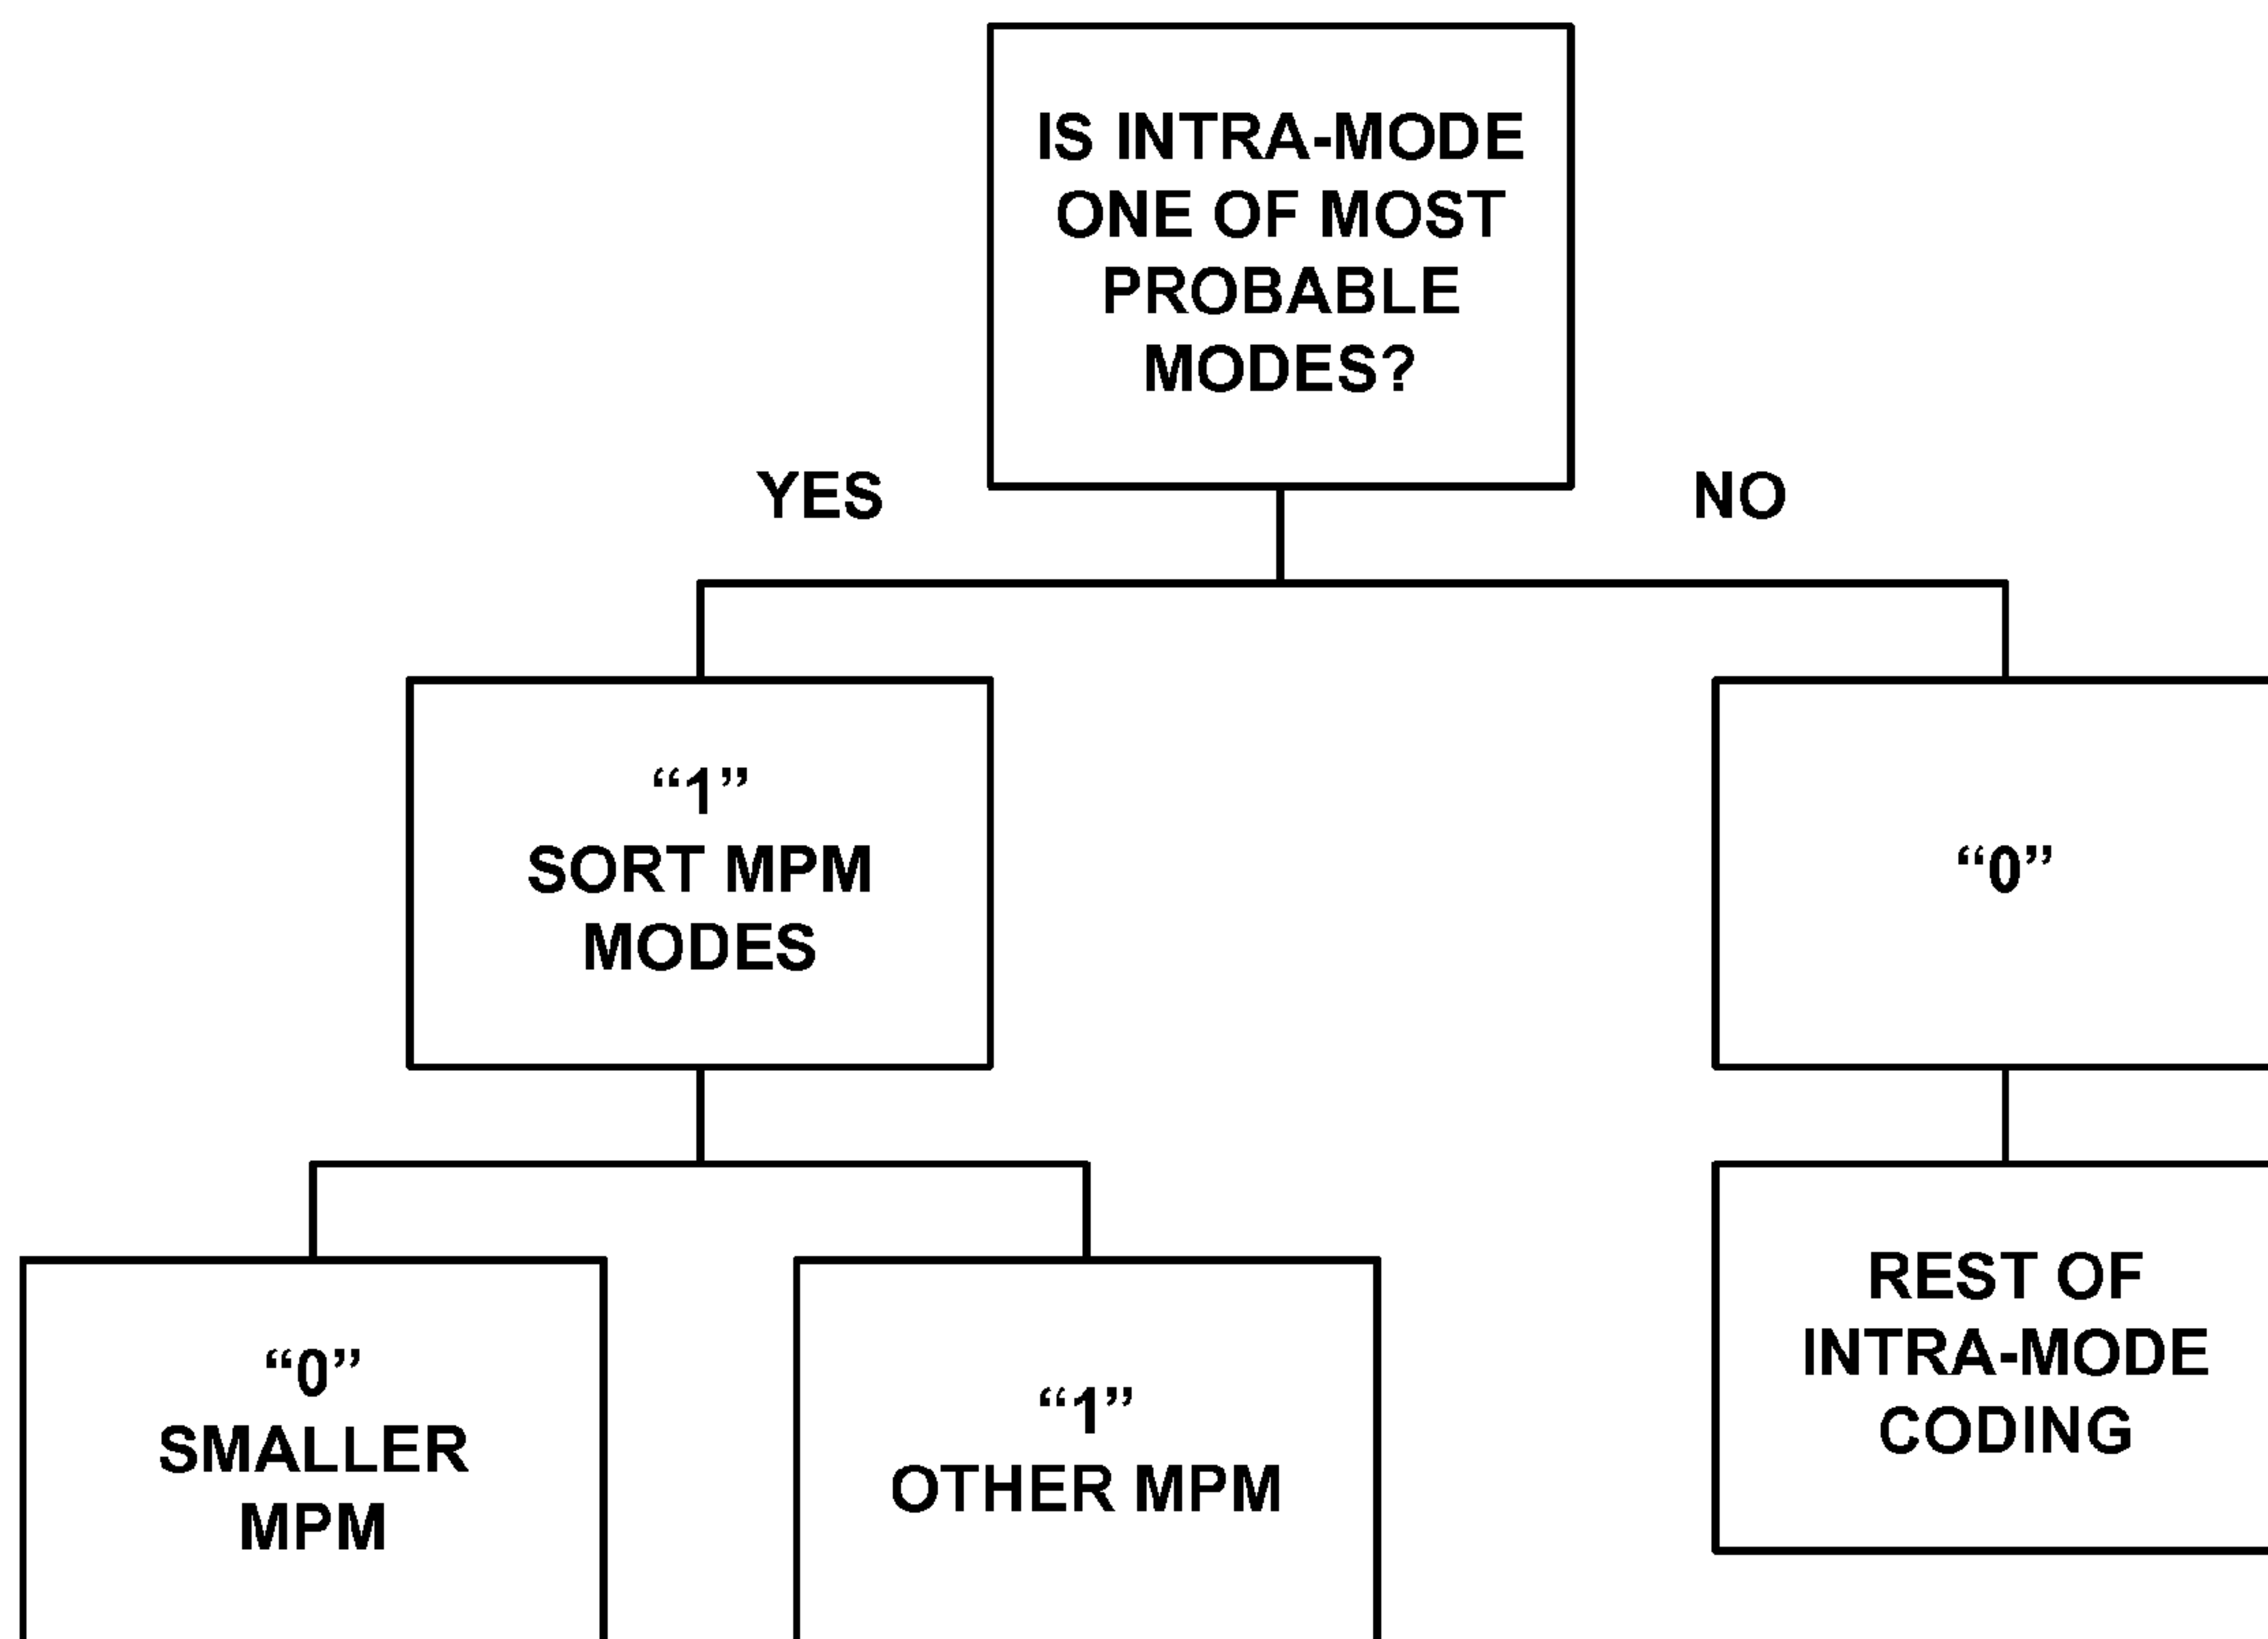 IS INTRA-MODE
ONE OF MOST
PROBABLE
MODES?
YES
NO
“1”
SORT MPM
MODES
“0”
“0”
SMALLER
MPM
“1”
OTHER MPM
REST OF
INTRA-MODE
CODING